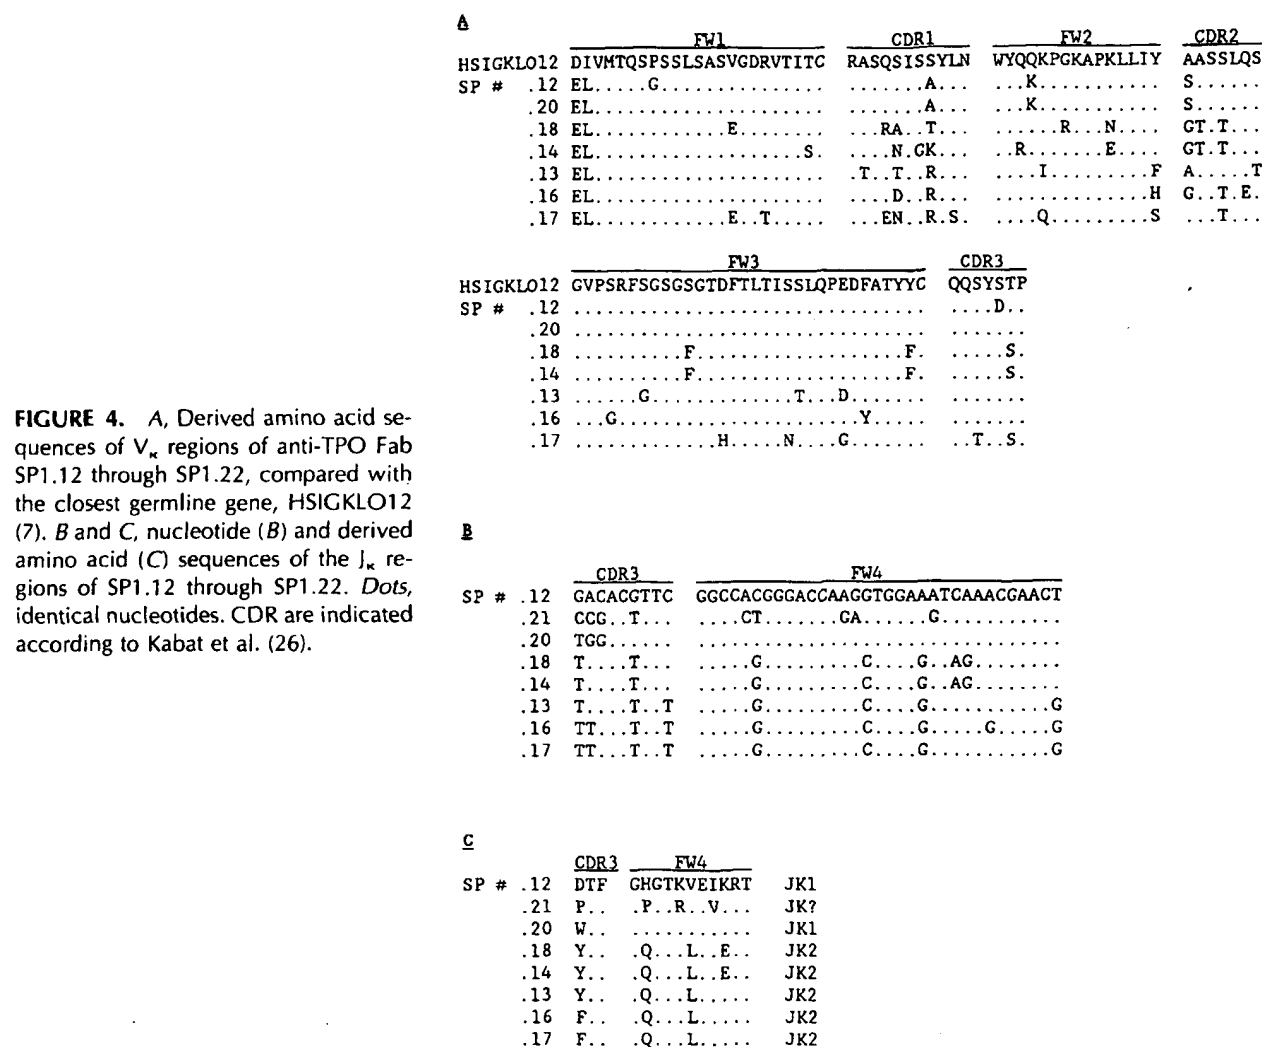 A
FW1 CDR1 FW2 CDR2
HSIGKLO12 DIVMTQSPSSLSASVGDRVTITC RASQSISSYLN WYQQKPGKAPKLLIY AASSLQS
SP # .12 EL.....G............... .......A... ...K........... S......
.20 EL..................... .......A... ...K........... S......
.18 EL............E........ ...RA..T... ......R...N.... GT.T...
.14 EL...................S. ....N.GK... ..R.......E.... GT.T...
.13 EL..................... .T..T..R... ....I.........F A.....T
.16 EL..................... ....D..R... ..............H G..T.E.
.17 EL............E..T..... ...EN..R.S. ....Q.........S ...T...
FW3 CDR3
HSIGKLO12 GVPSRFSGSGSGTDFTLTISSLQPEDFATYYC QQSYSTP
SP # .12 ................................ ....D..
.20 ................................ .......
.18 ..........F....................F. .....S.
.14 ..........F....................F. .....S.
.13 ......G.............T...D....... .......
.16 ...G......................Y..... .......
.17 .............H.....N....G....... ..T..S.
FIGURE 4. A, Derived amino acid se-
quences of Vκ regions of anti-TPO Fab
SP1.12 through SP1.22, compared with
the closest germline gene, HSIGKLO12
(7). B and C, nucleotide (B) and derived
amino acid (C) sequences of the Jκ re-
gions of SP1.12 through SP1.22. Dots,
identical nucleotides. CDR are indicated
according to Kabat et al. (26).
B
CDR3 FW4
SP # .12 GACACGTTC GGCCACGGGACCAAGGTGGAAATCAAACGAACT
.21 CCG..T... ....CT.......GA.......G...........
.20 TGG...... .................................
.18 T....T... .....G.........C....G..AG........
.14 T....T... .....G.........C....G..AG........
.13 T....T..T .....G.........C....G............G
.16 TT...T..T .....G.........C....G.....G.....G
.17 TT...T..T .....G.........C....G............G
C
CDR3 FW4
SP # .12 DTF GHGTKVEIKRT JK1
.21 P.. .P..R..V... JK?
.20 W.. ........... JK1
.18 Y.. .Q...L..E.. JK2
.14 Y.. .Q...L..E.. JK2
.13 Y.. .Q...L..... JK2
.16 F.. .Q...L..... JK2
.17 F.. .Q...L..... JK2